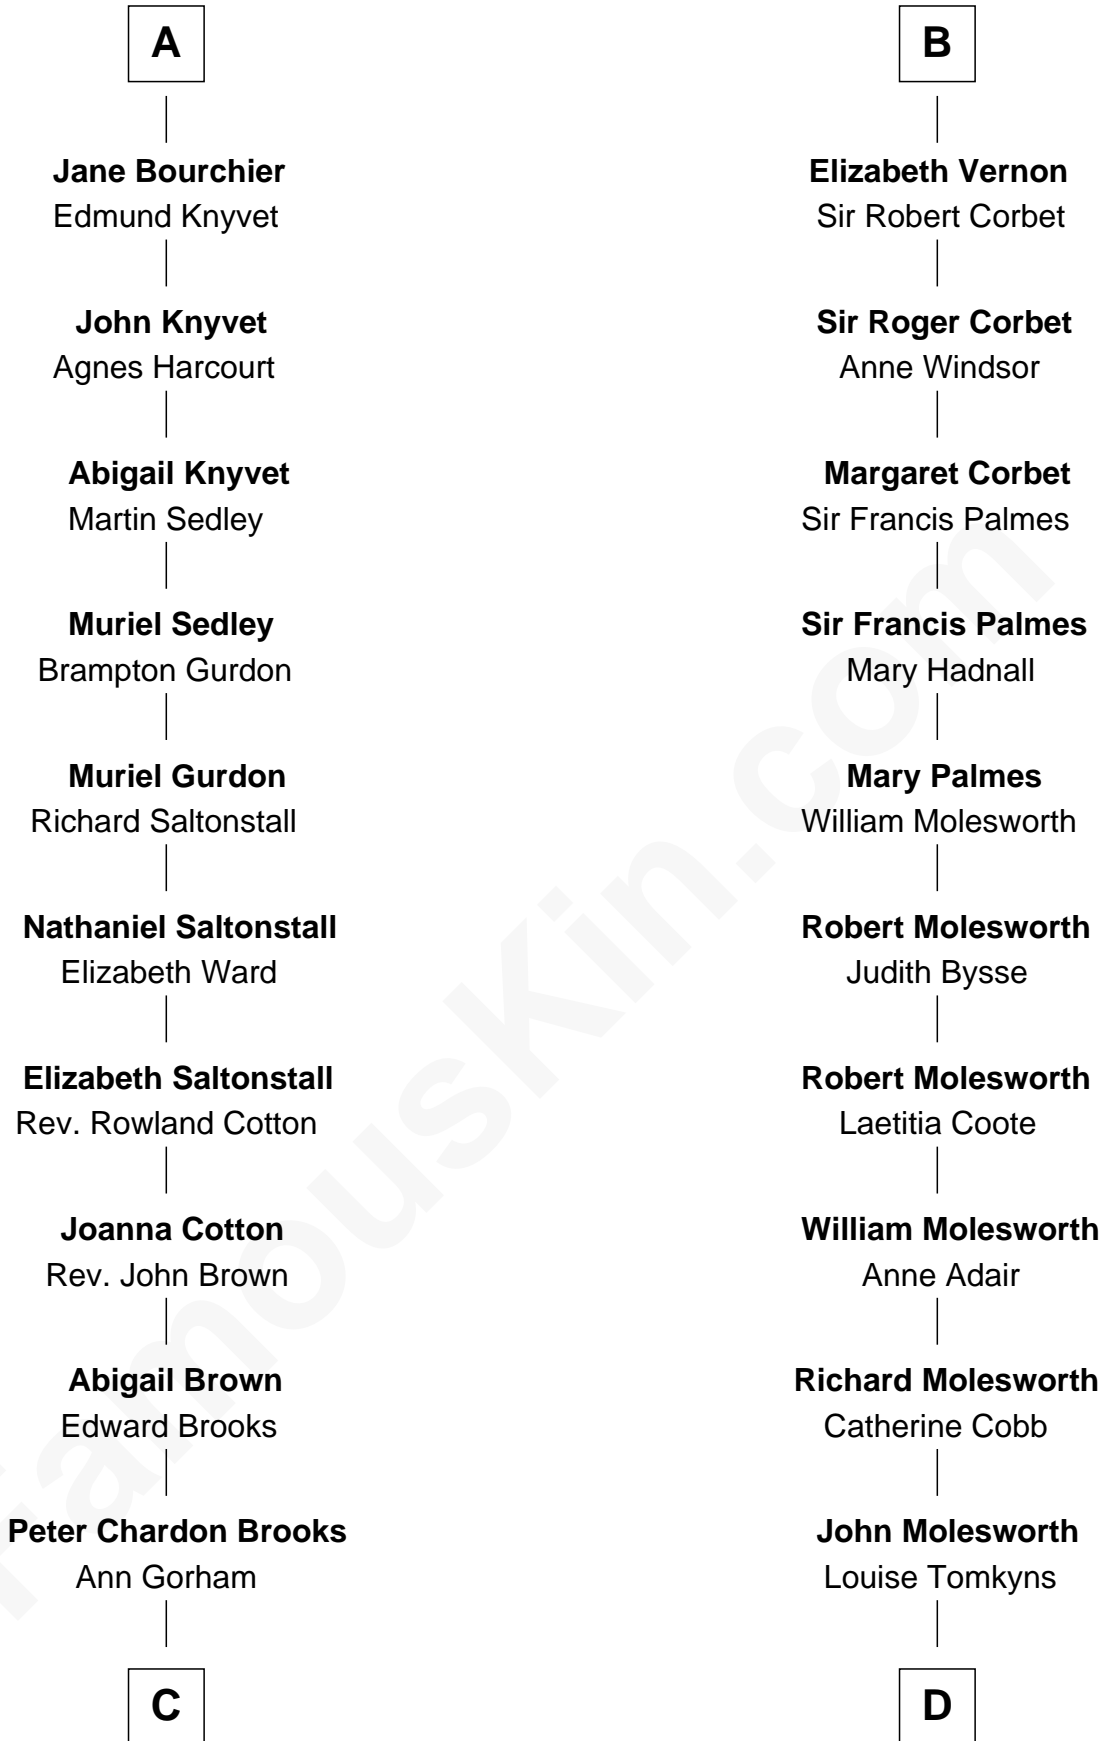 A
Jane Bourchier
Edmund Knyvet
John Knyvet
Agnes Harcourt
Abigail Knyvet
Martin Sedley
Muriel Sedley
Brampton Gurdon
Muriel Gurdon
Richard Saltonstall
Nathaniel Saltonstall
Elizabeth Ward
Elizabeth Saltonstall
Rev. Rowland Cotton
Joanna Cotton
Rev. John Brown
Abigail Brown
Edward Brooks
Peter Chardon Brooks
Ann Gorham
C
B
Elizabeth Vernon
Sir Robert Corbet
Sir Roger Corbet
Anne Windsor
Margaret Corbet
Sir Francis Palmes
Sir Francis Palmes
Mary Hadnall
Mary Palmes
William Molesworth
Robert Molesworth
Judith Bysse
Robert Molesworth
Laetitia Coote
William Molesworth
Anne Adair
Richard Molesworth
Catherine Cobb
John Molesworth
Louise Tomkyns
D
FamousKin.com